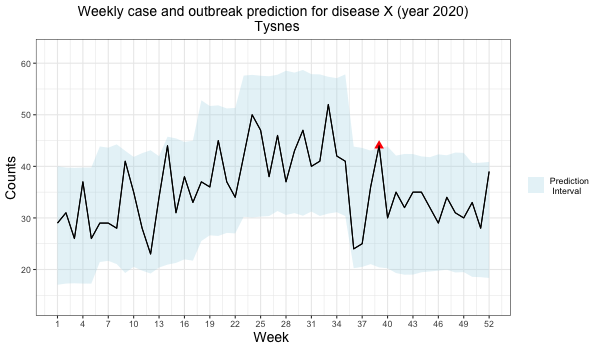 Weekly case and outbreak prediction for disease X (year 2020)
Tysnes
Counts
60
50
40
30
20
1 4 7 10 13 16 19 22 25 28 31 34 37 40 43 46 49 52
Week
Prediction
Interval